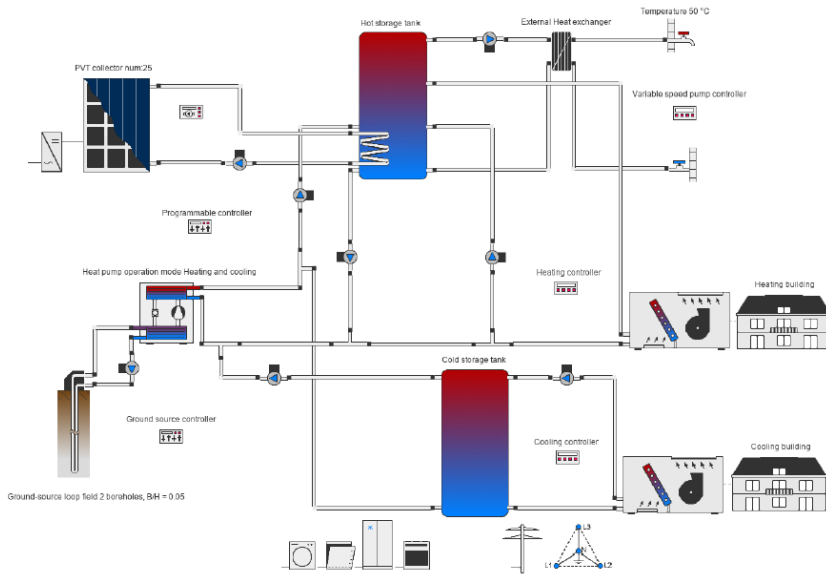 Hot storage tank
External Heat exchanger
Temperature 50 °C
PVT collector num:25
Variable speed pump controller
Programmable controller
Heat pump operation mode Heating and cooling
Heating controller
Heating building
Cold storage tank
Ground source controller
Cooling controller
Cooling building
Ground-source loop field 2 boreholes, B/H = 0.05
L3
N
L1
L2